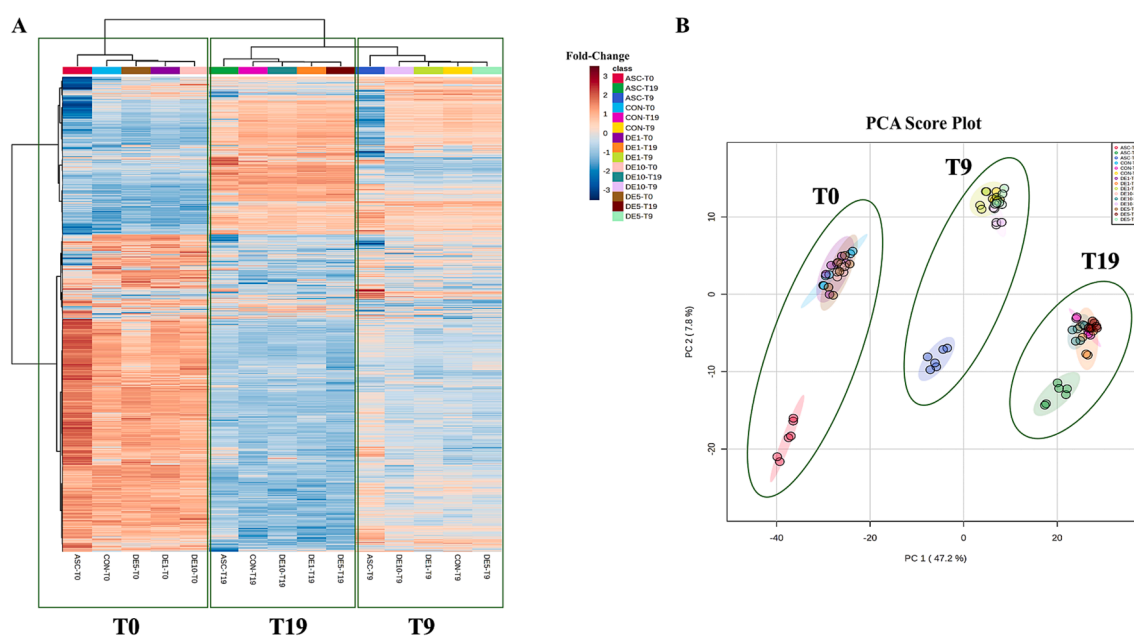 A
Fold-Change
3
2
1
0
-1
-2
-3
class
ASC-T0
ASC-T19
ASC-T9
CON-T0
CON-T19
CON-T9
DE1-T0
DE1-T19
DE1-T9
DE10-T0
DE10-T19
DE10-T9
DE5-T0
DE5-T19
DE5-T9
ASC-T0
CON-T0
DE5-T0
DE1-T0
DE10-T0
ASC-T19
CON-T19
DE10-T19
DE1-T19
DE5-T19
ASC-T9
DE10-T9
DE1-T9
CON-T9
DE5-T9
T0
T19
T9
B
PCA Score Plot
T0
T9
T19
PC 2 ( 7.8 %)
10
0
-10
-20
-40
-20
0
20
PC 1 ( 47.2 %)